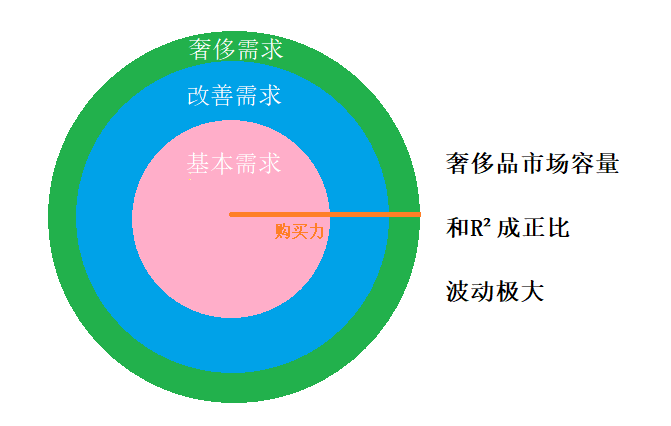 奢侈需求
改善需求
基本需求
购买力
奢侈品市场容量
和R² 成正比
波动极大